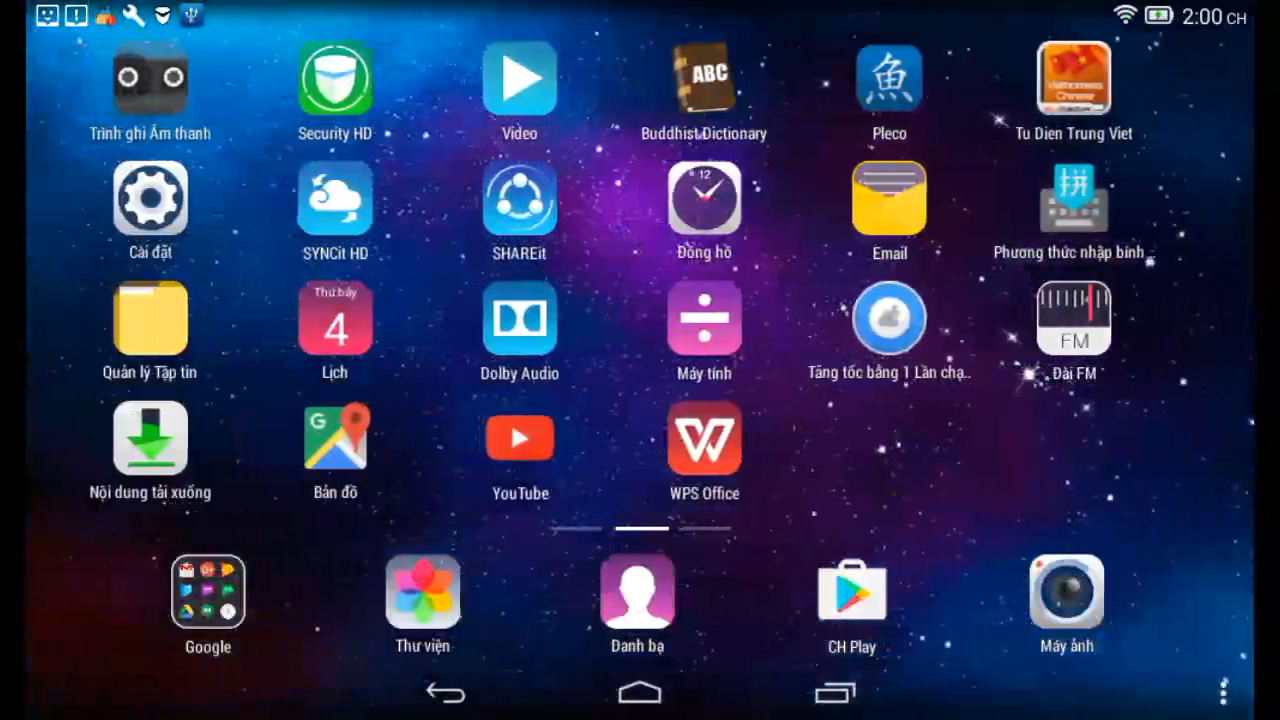 2:00 CH
ABC
魚
Vietnamese
Chinese
Trình ghi Âm thanh
Security HD
Video
Buddhist Dictionary
Pleco
Tu Dien Trung Viet
12
拼
Cài đặt
SYNCit HD
SHAREit
Đồng hồ
Email
Phương thức nhập bính..
Thứ bảy
4
FM
Quản lý Tập tin
Lịch
Dolby Audio
Máy tính
Tăng tốc bằng 1 Lần chạ..
Đài FM
G
W
Nội dung tải xuống
Bản đồ
YouTube
WPS Office
Google
Thư viện
Danh bạ
CH Play
Máy ảnh